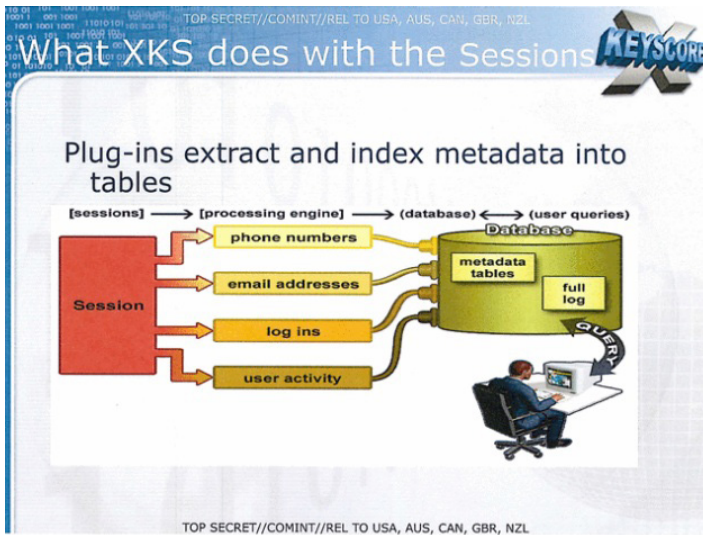 TOP SECRET//COMINT//REL TO USA, AUS, CAN, GBR, NZL
What XKS does with the Sessions
KEYSCORE
X
Plug-ins extract and index metadata into
tables
[sessions] → [processing engine] → (database) ↔ (user queries)
Database
phone numbers
metadata
tables
email addresses
full
log
Session
log ins
QUERY
user activity
TOP SECRET//COMINT//REL TO USA, AUS, CAN, GBR, NZL